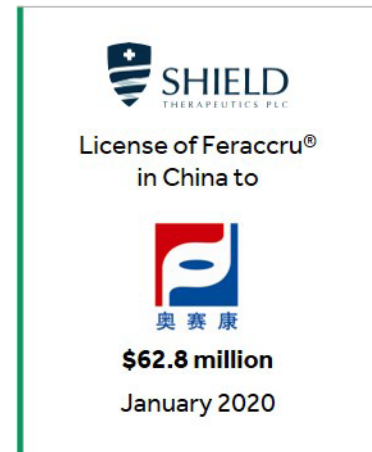 SHIELD
THERAPEUTICS PLC
License of Feraccru®
in China to
奥赛康
$62.8 million
January 2020